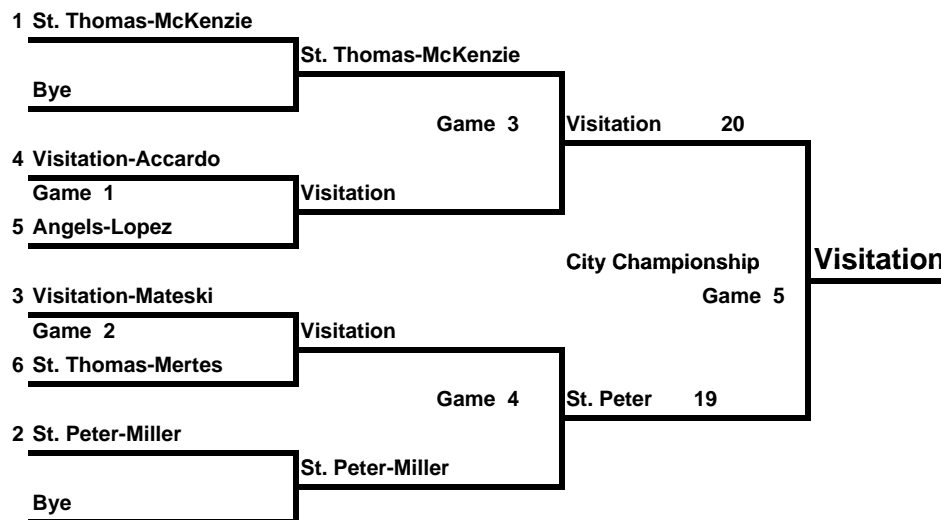 1 St. Thomas-McKenzie
St. Thomas-McKenzie
Bye
Game 3
Visitation 20
4 Visitation-Accardo
Game 1
Visitation
5 Angels-Lopez
City Championship
Visitation
Game 5
3 Visitation-Mateski
Game 2
Visitation
6 St. Thomas-Mertes
Game 4
St. Peter 19
2 St. Peter-Miller
St. Peter-Miller
Bye